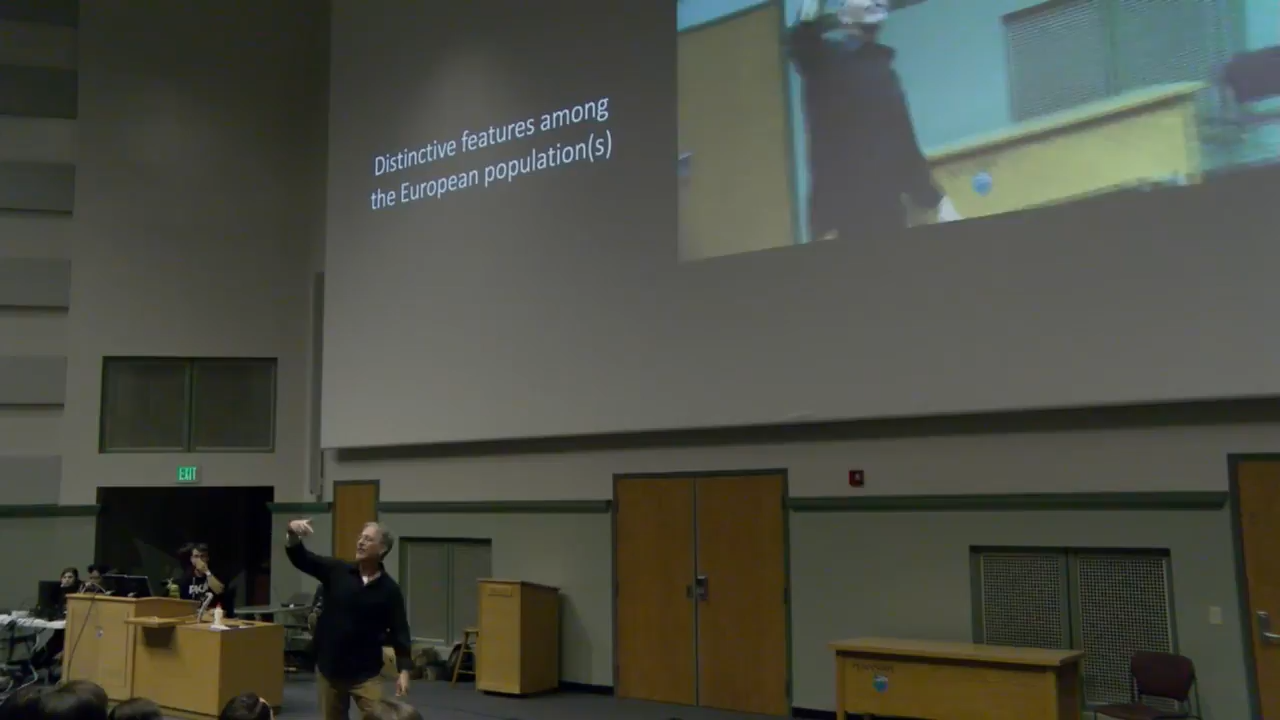 Distinctive features among
the European population(s)
EXIT